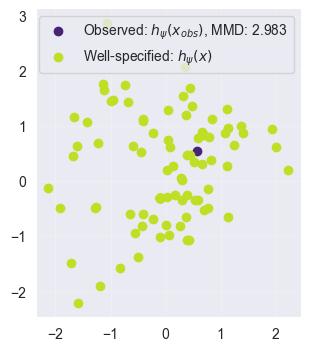 Observed: $h_\psi(x_{obs})$, MMD: 2.983
Well-specified: $h_\psi(x)$
3
2
1
0
−1
−2
−2 −1 0 1 2